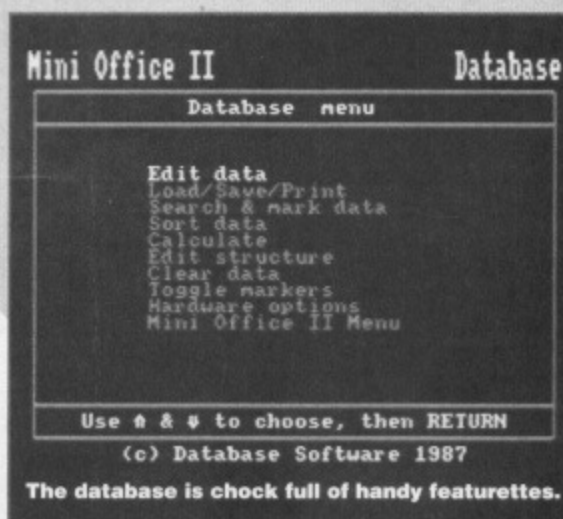 Mini Office II Database
Database menu
Edit data
Load/Save/Print
Search & mark data
Sort data
Calculate
Edit structure
Clear data
Toggle markers
Hardware options
Mini Office II Menu
Use ⇑ & ⇓ to choose, then RETURN
(c) Database Software 1987
The database is chock full of handy featurettes.